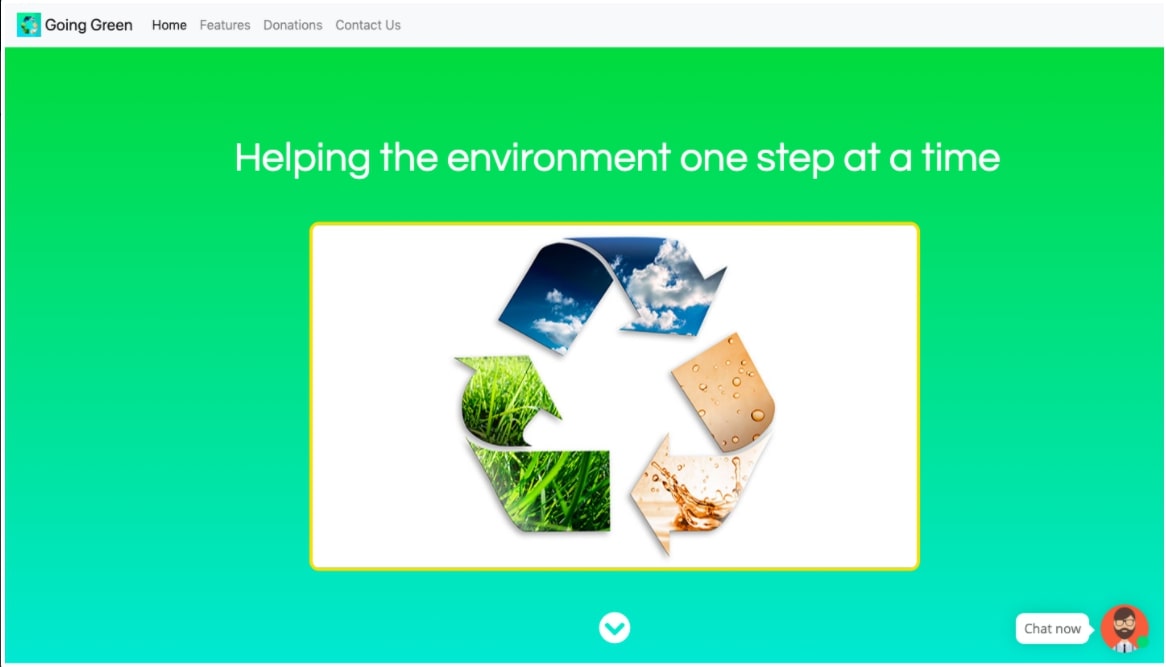 Going Green Home Features Donations Contact Us
Helping the environment one step at a time
Chat now